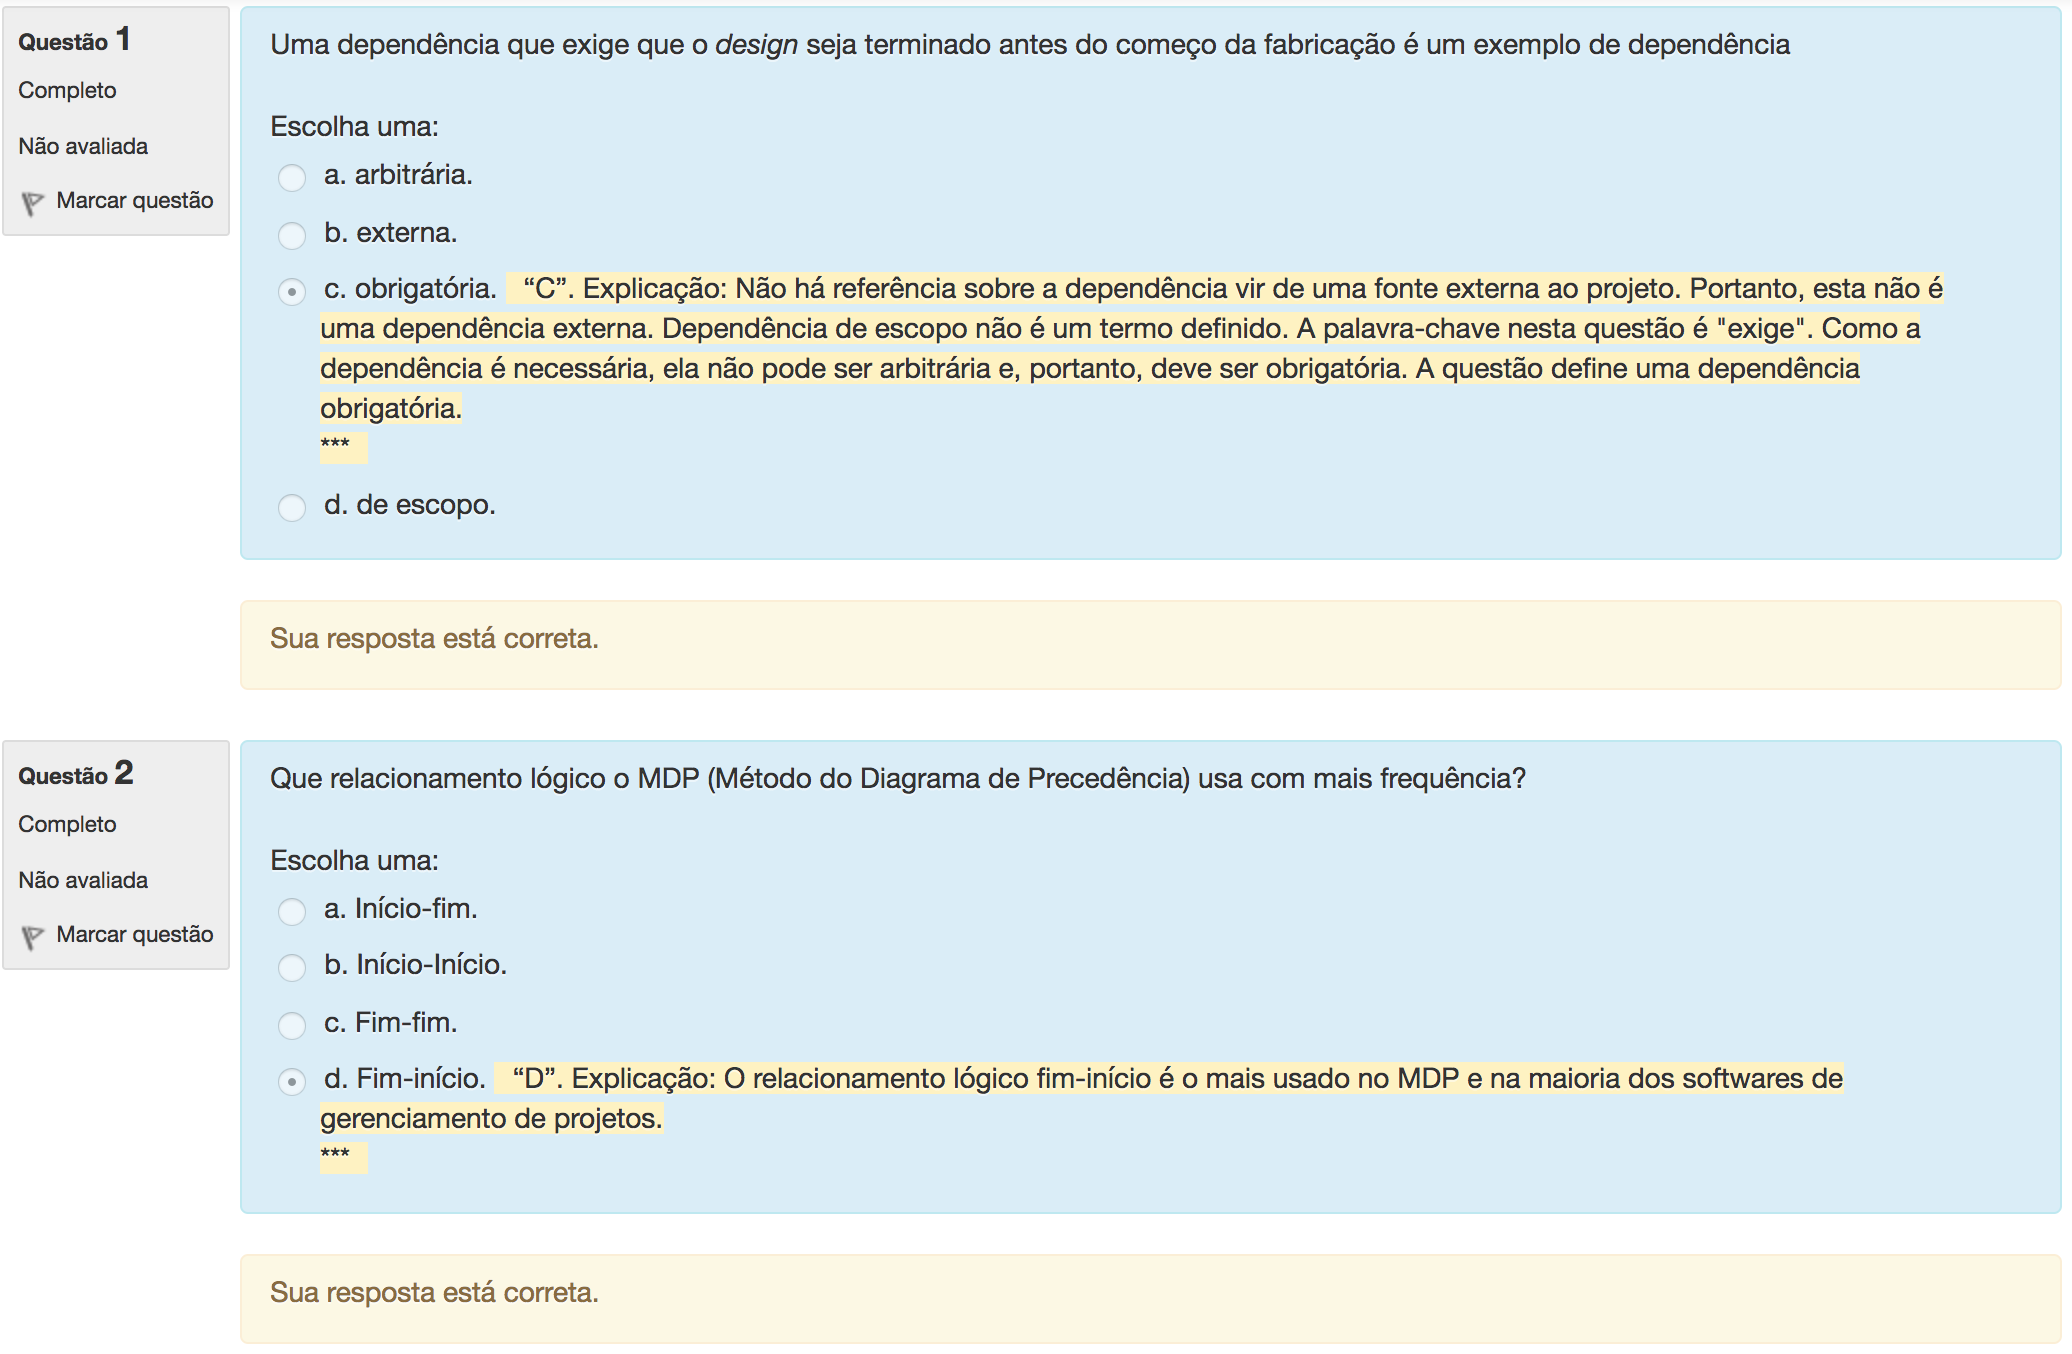 Questão 1
Completo
Não avaliada
Marcar questão
Uma dependência que exige que o design seja terminado antes do começo da fabricação é um exemplo de dependência
Escolha uma:
a. arbitrária.
b. externa.
c. obrigatória. “C”. Explicação: Não há referência sobre a dependência vir de uma fonte externa ao projeto. Portanto, esta não é
uma dependência externa. Dependência de escopo não é um termo definido. A palavra-chave nesta questão é "exige". Como a
dependência é necessária, ela não pode ser arbitrária e, portanto, deve ser obrigatória. A questão define uma dependência
obrigatória.
***
d. de escopo.
Sua resposta está correta.
Questão 2
Completo
Não avaliada
Marcar questão
Que relacionamento lógico o MDP (Método do Diagrama de Precedência) usa com mais frequência?
Escolha uma:
a. Início-fim.
b. Início-Início.
c. Fim-fim.
d. Fim-início. “D”. Explicação: O relacionamento lógico fim-início é o mais usado no MDP e na maioria dos softwares de
gerenciamento de projetos.
***
Sua resposta está correta.